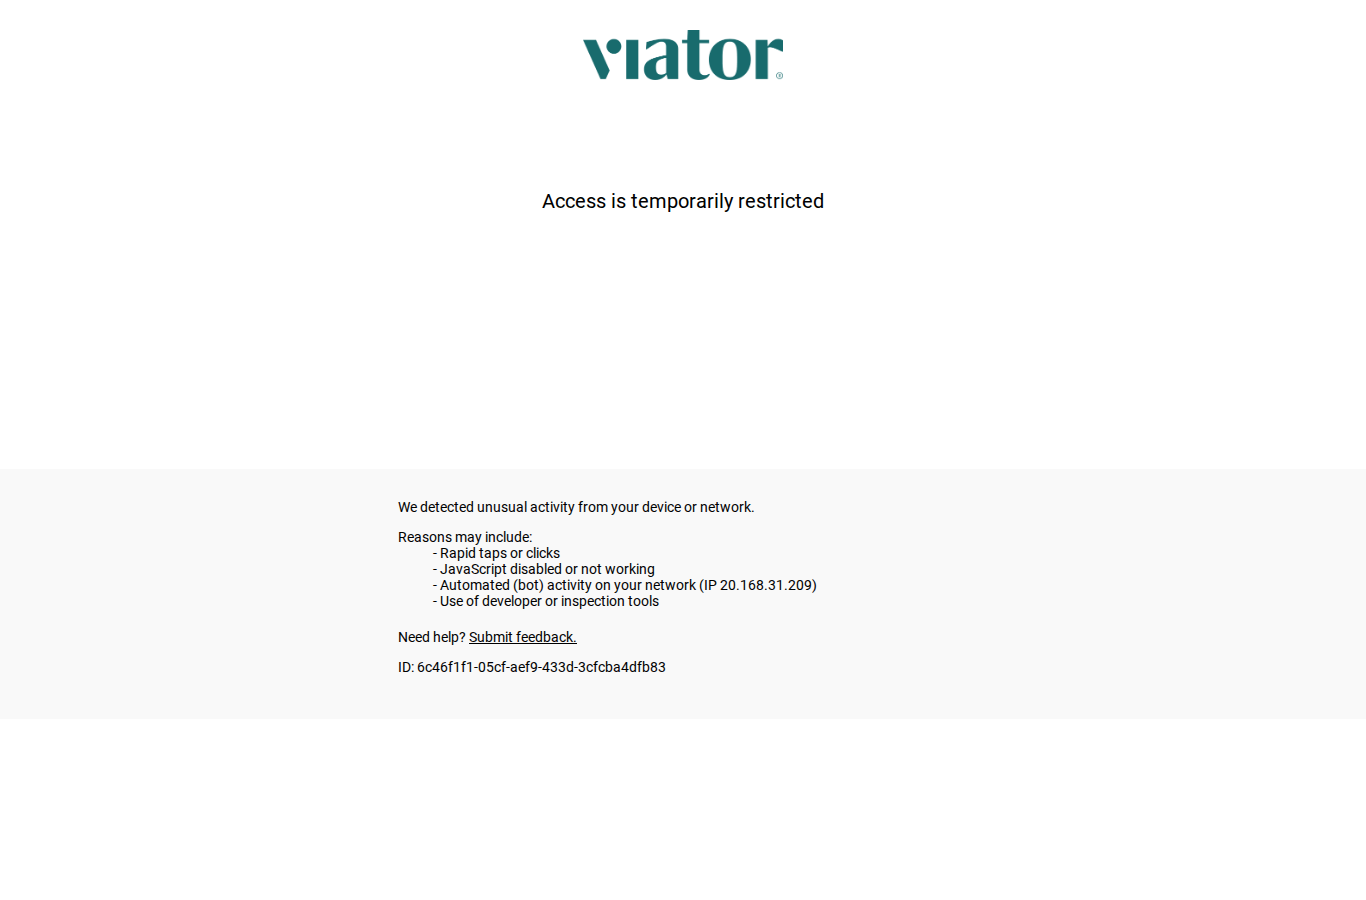 viator®
Access is temporarily restricted
We detected unusual activity from your device or network.
Reasons may include:
- Rapid taps or clicks
- JavaScript disabled or not working
- Automated (bot) activity on your network (IP 20.168.31.209)
- Use of developer or inspection tools
Need help? Submit feedback.
ID: 6c46f1f1-05cf-aef9-433d-3cfcba4dfb83